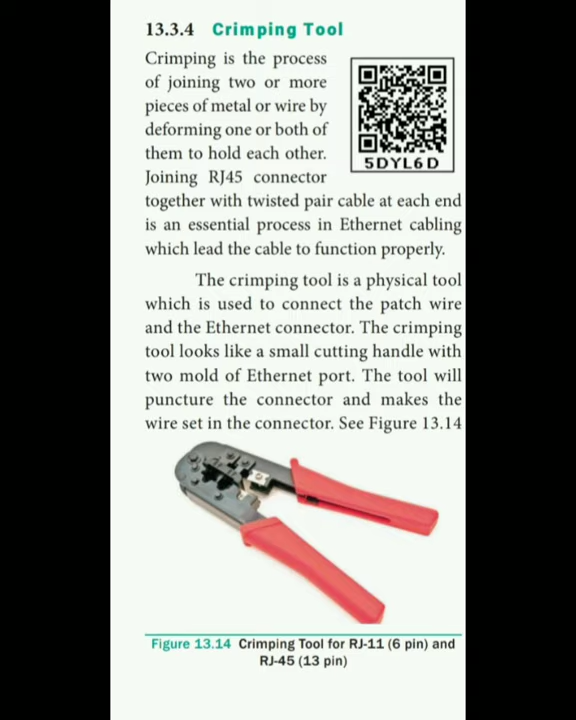 13.3.4 Crimping Tool
Crimping is the process
of joining two or more
pieces of metal or wire by
deforming one or both of
them to hold each other.
Joining RJ45 connector
5DYL6D
together with twisted pair cable at each end
is an essential process in Ethernet cabling
which lead the cable to function properly.
The crimping tool is a physical tool
which is used to connect the patch wire
and the Ethernet connector. The crimping
tool looks like a small cutting handle with
two mold of Ethernet port. The tool will
puncture the connector and makes the
wire set in the connector. See Figure 13.14
Figure 13.14 Crimping Tool for RJ-11 (6 pin) and
RJ-45 (13 pin)